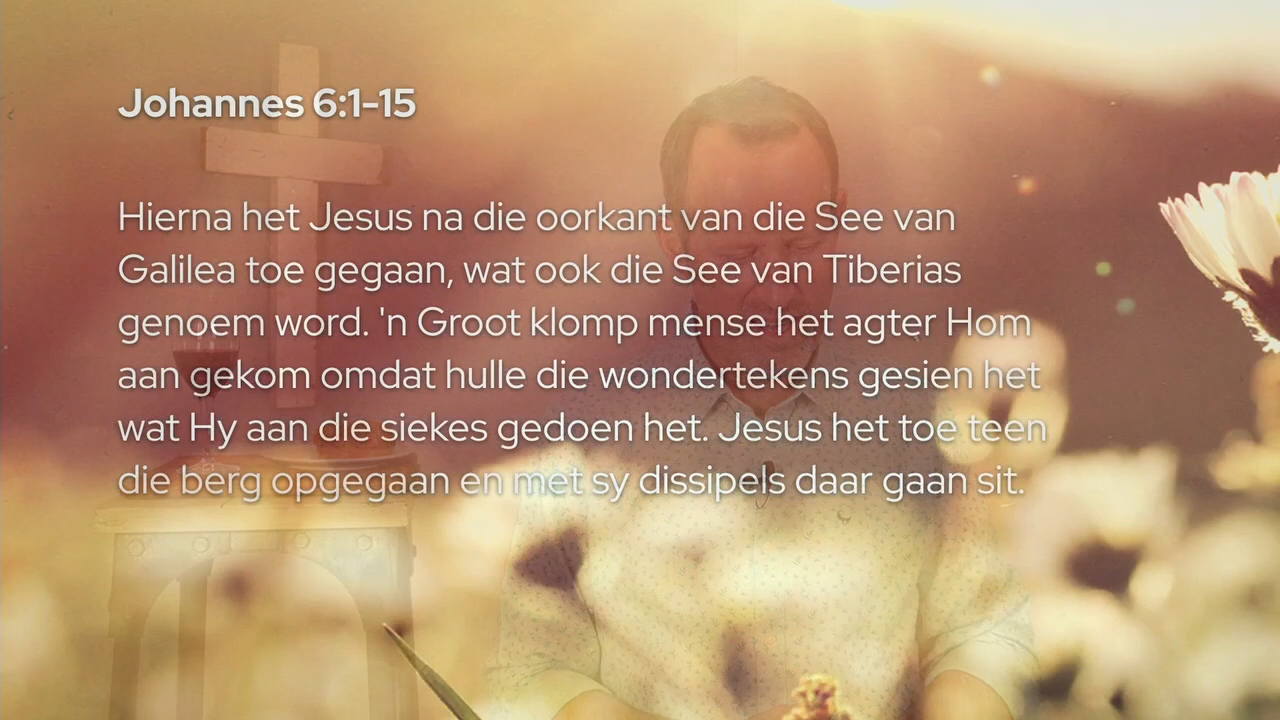 Johannes 6:1-15
Hierna het Jesus na die oorkant van die See van
Galilea toe gegaan, wat ook die See van Tiberias
genoem word. 'n Groot klomp mense het agter Hom
aan gekom omdat hulle die wondertekens gesien het
wat Hy aan die siekes gedoen het. Jesus het toe teen
die berg opgegaan en met sy dissipels daar gaan sit.